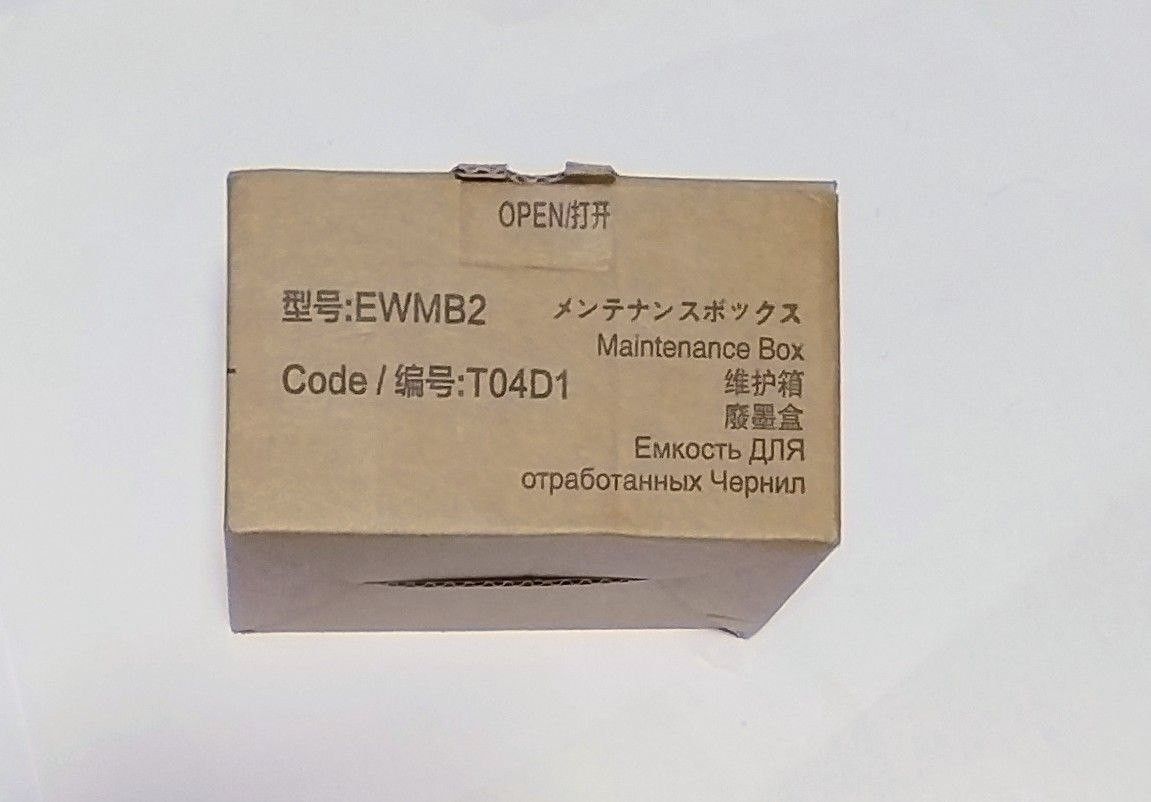 OPEN/打开
型号:EWMB2
Code / 编号:T04D1
メンテナンスボックス
Maintenance Box
维护箱
廢墨盒
Емкость ДЛЯ
отработанных Чернил